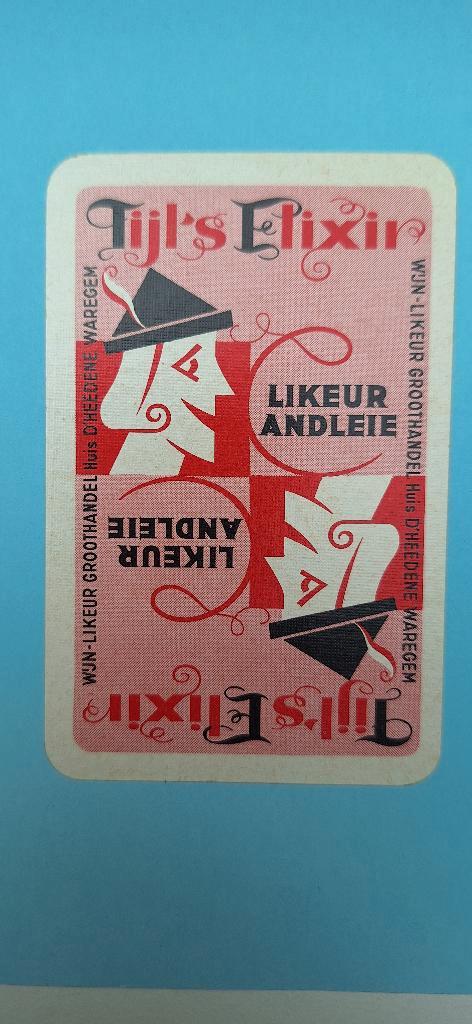 Tijl's Elixir
WIJN-LIKEUR GROOTHANDEL Huis D'HEEDENE WAREGEM
WIJN-LIKEUR GROOTHANDEL Huis D'HEEDENE WAREGEM
LIKEUR
ANDLEIE
LIKEUR
ANDLEIE
Tijl's Elixir